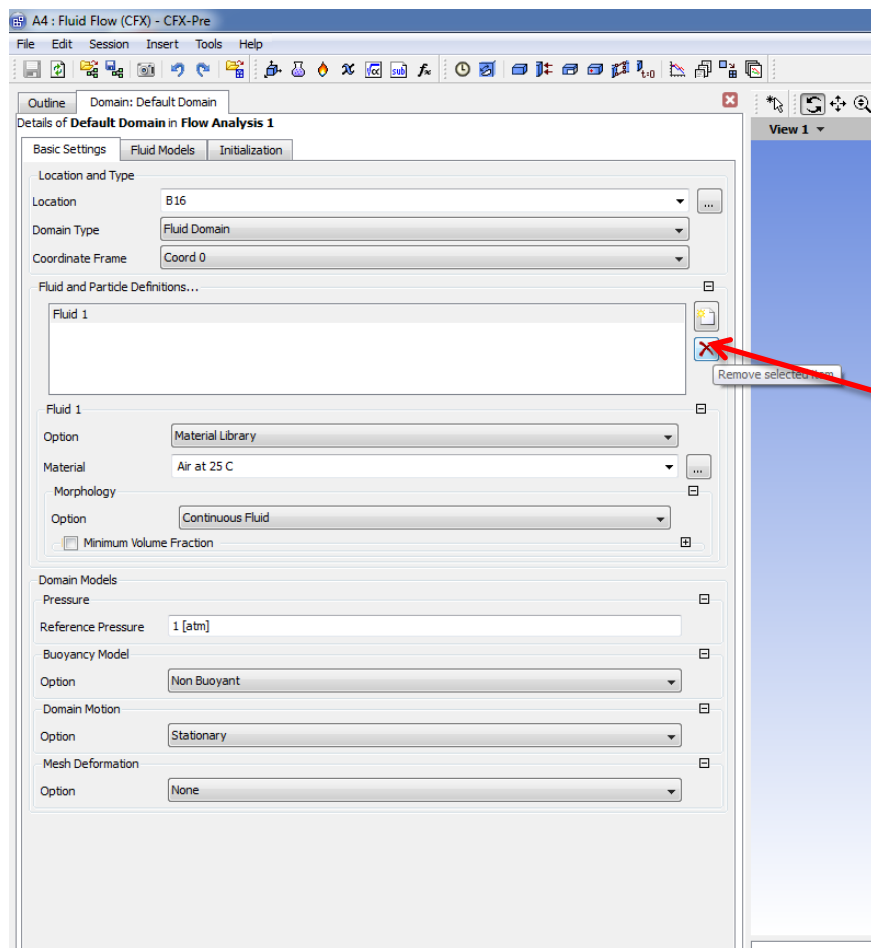 A4 : Fluid Flow (CFX) - CFX-Pre
File Edit Session Insert Tools Help
Outline Domain: Default Domain
Details of Default Domain in Flow Analysis 1
View 1
Basic Settings Fluid Models Initialization
Location and Type
Location B16 ...
Domain Type Fluid Domain
Coordinate Frame Coord 0
Fluid and Particle Definitions...
Fluid 1
Remove selected item
Fluid 1
Option Material Library
Material Air at 25 C ...
Morphology
Option Continuous Fluid
Minimum Volume Fraction
Domain Models
Pressure
Reference Pressure 1 [atm]
Buoyancy Model
Option Non Buoyant
Domain Motion
Option Stationary
Mesh Deformation
Option None